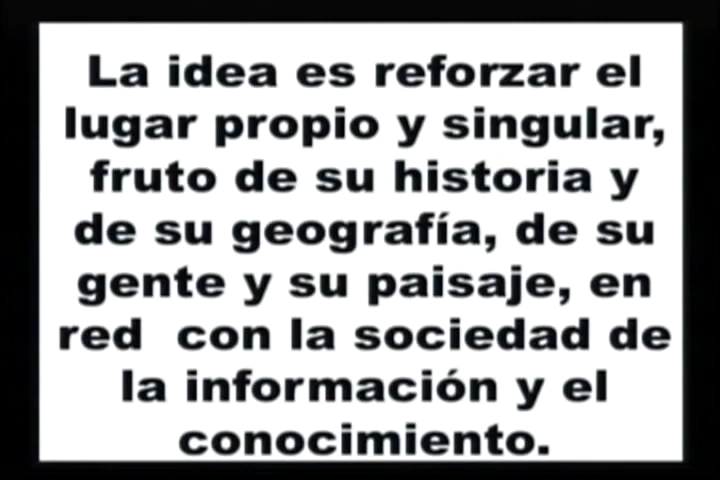 La idea es reforzar el
lugar propio y singular,
fruto de su historia y
de su geografía, de su
gente y su paisaje, en
red  con la sociedad de
la información y el
conocimiento.